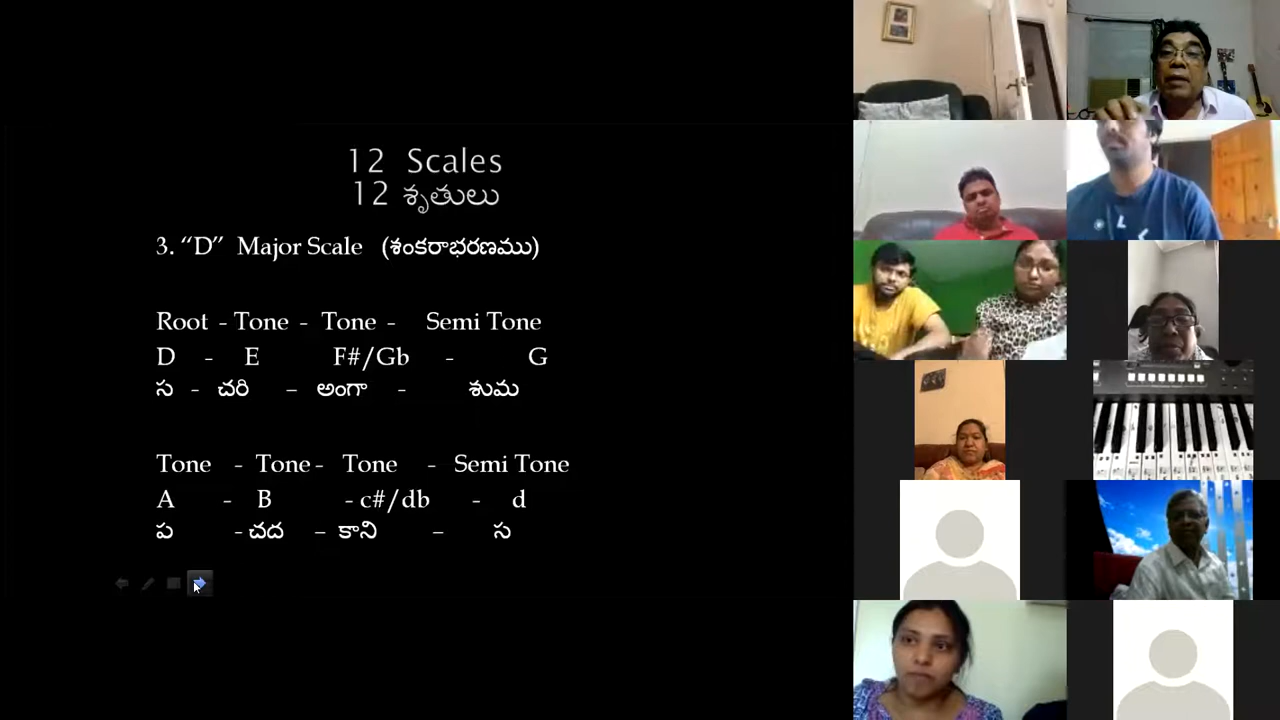 12 Scales
12 శృతులు
3. “D” Major Scale (శంకరాభరణము)
Root - Tone - Tone - Semi Tone
D - E F#/Gb - G
స - చరి - అంగా - శుమ
Tone - Tone - Tone - Semi Tone
A - B - c#/db - d
ప - చద - కాని - స